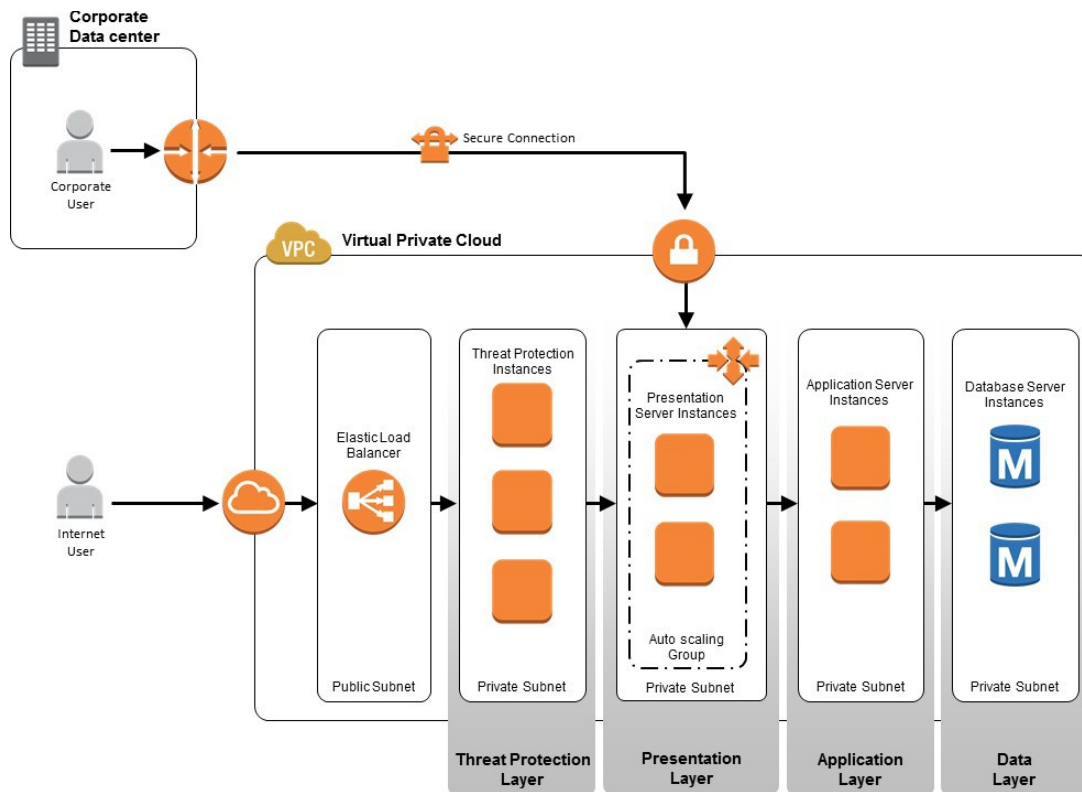 Corporate
Data center
Corporate
User
Secure Connection
VPC
Virtual Private Cloud
Internet
User
Elastic Load
Balancer
Public Subnet
Threat Protection
Instances
Private Subnet
Presentation
Server Instances
Auto scaling
Group
Private Subnet
Application Server
Instances
Private Subnet
Database Server
Instances
M
M
Private Subnet
Threat Protection
Layer
Presentation
Layer
Application
Layer
Data
Layer